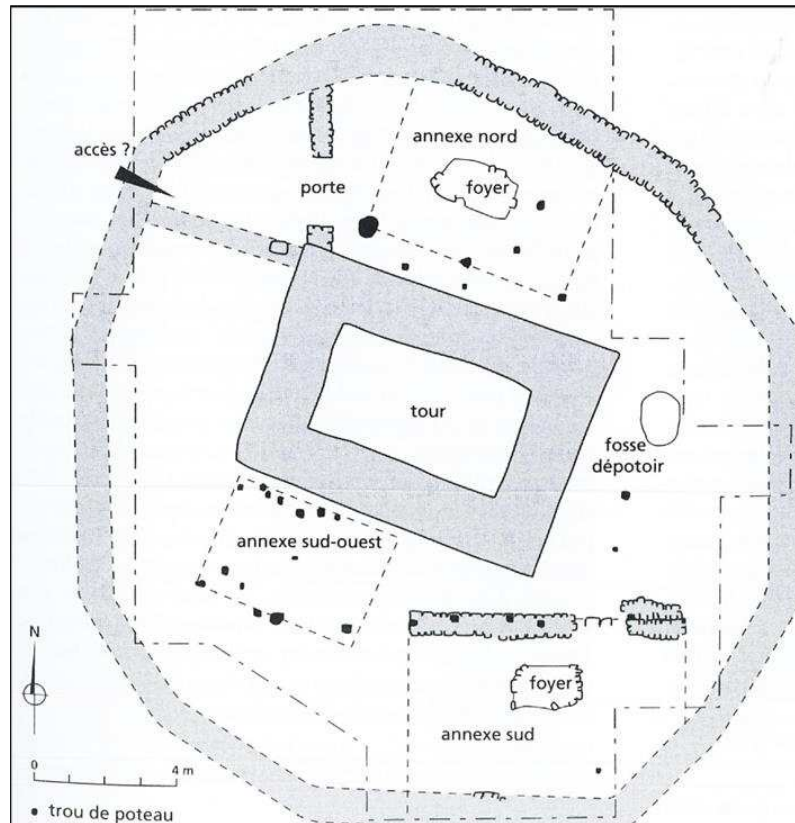 annexe nord
accès ?
foyer
porte
tour
fosse
dépotoir
annexe sud-ouest
N
foyer
annexe sud
0 4 m
trou de poteau